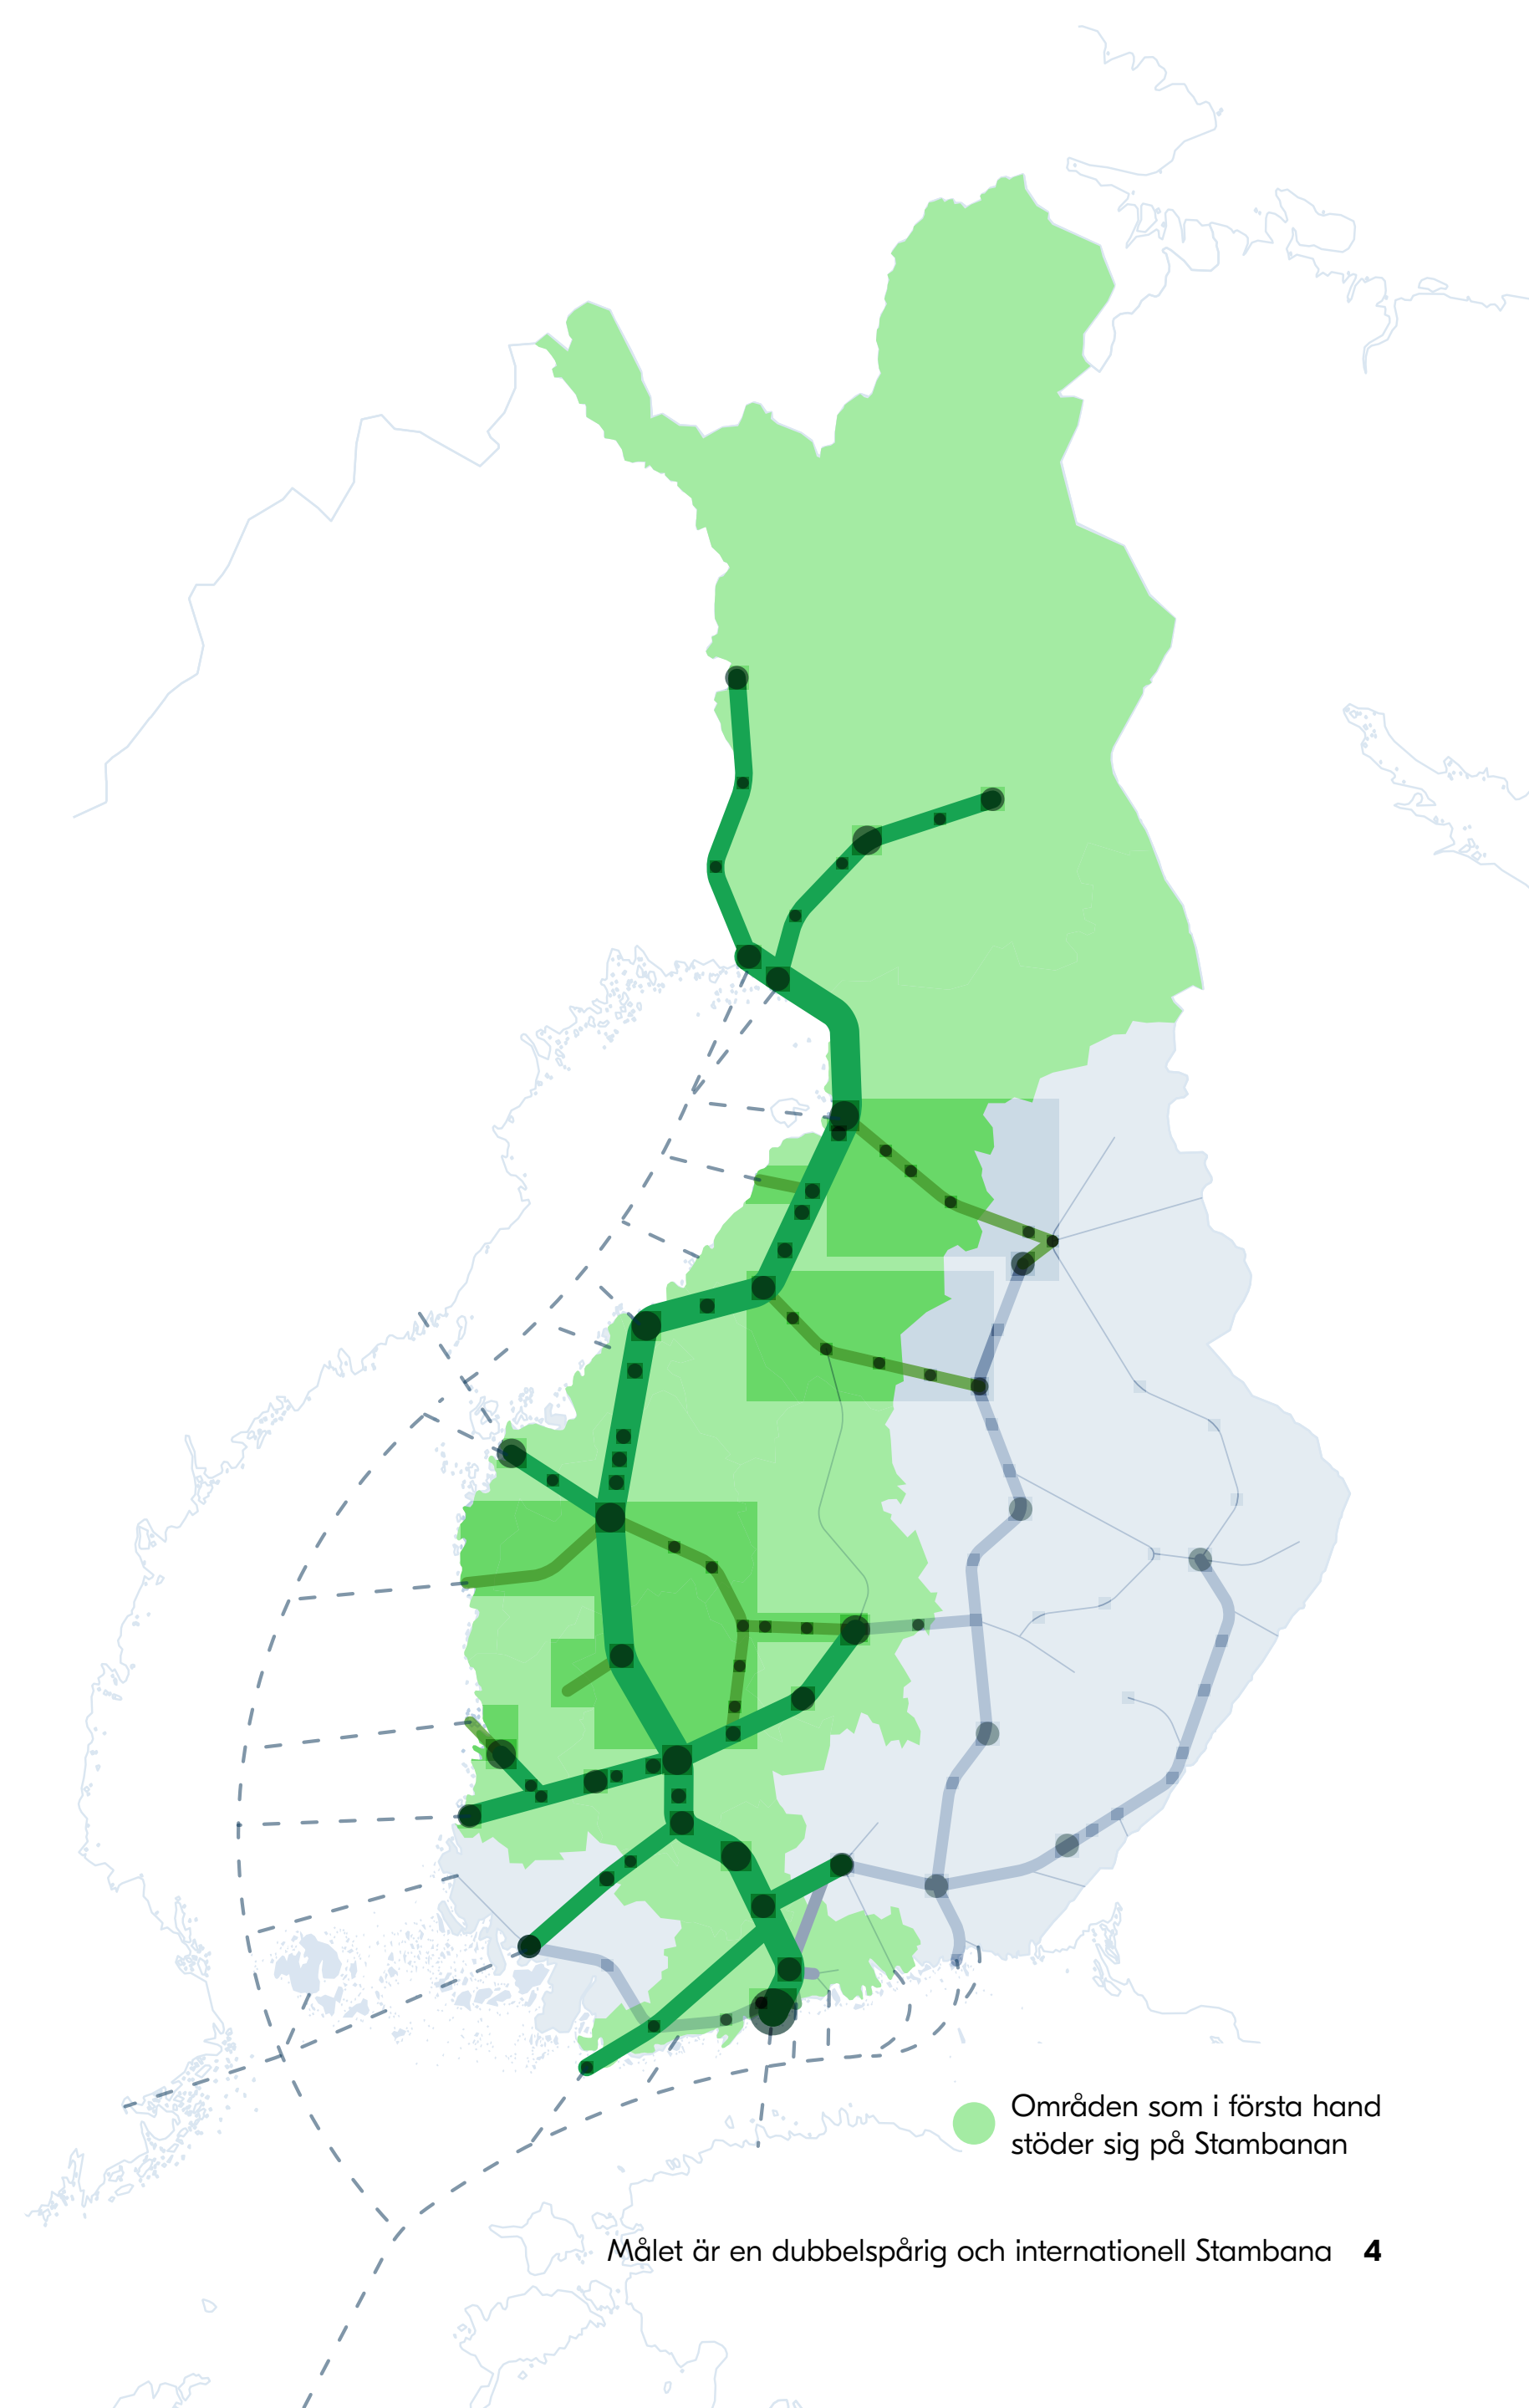 Områden som i första hand
stöder sig på Stambanan
Målet är en dubbelspårig och internationell Stambana 4